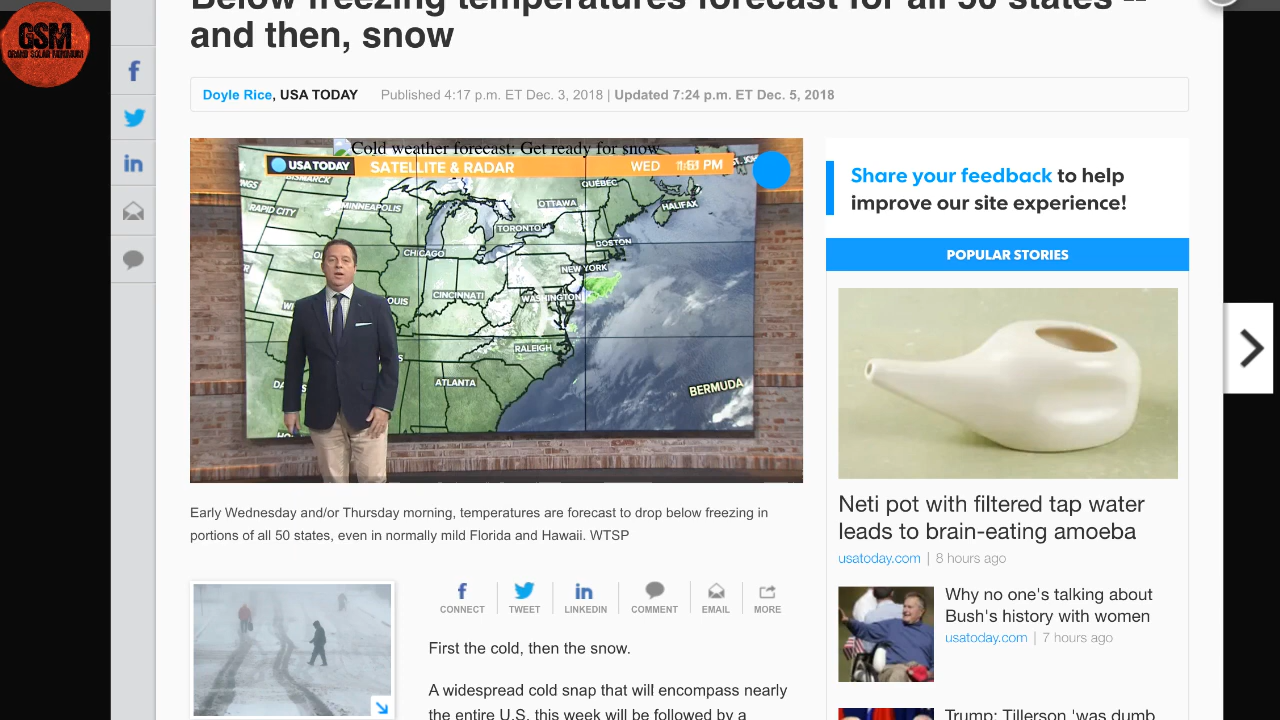 Below freezing temperatures forecast for all 50 states --
and then, snow
GSM
GRAND SOLAR MINIMUM
Doyle Rice, USA TODAY Published 4:17 p.m. ET Dec. 3, 2018 | Updated 7:24 p.m. ET Dec. 5, 2018
Cold weather forecast: Get ready for snow
USA TODAY SATELLITE & RADAR WED PM
BISMARCK
QUÉBEC
RAPID CITY
MINNEAPOLIS
OTTAWA
HALIFAX
TORONTO
BOSTON
CHICAGO
NEW YORK
CINCINNATI
WASHINGTON
RALEIGH
ATLANTA
BERMUDA
Early Wednesday and/or Thursday morning, temperatures are forecast to drop below freezing in
portions of all 50 states, even in normally mild Florida and Hawaii. WTSP
CONNECT TWEET LINKEDIN COMMENT EMAIL MORE
First the cold, then the snow.
A widespread cold snap that will encompass nearly
the entire U.S. this week will be followed by a
Share your feedback to help
improve our site experience!
POPULAR STORIES
Neti pot with filtered tap water
leads to brain-eating amoeba
usatoday.com | 8 hours ago
Why no one's talking about
Bush's history with women
usatoday.com | 7 hours ago
Trump: Tillerson 'was dumb